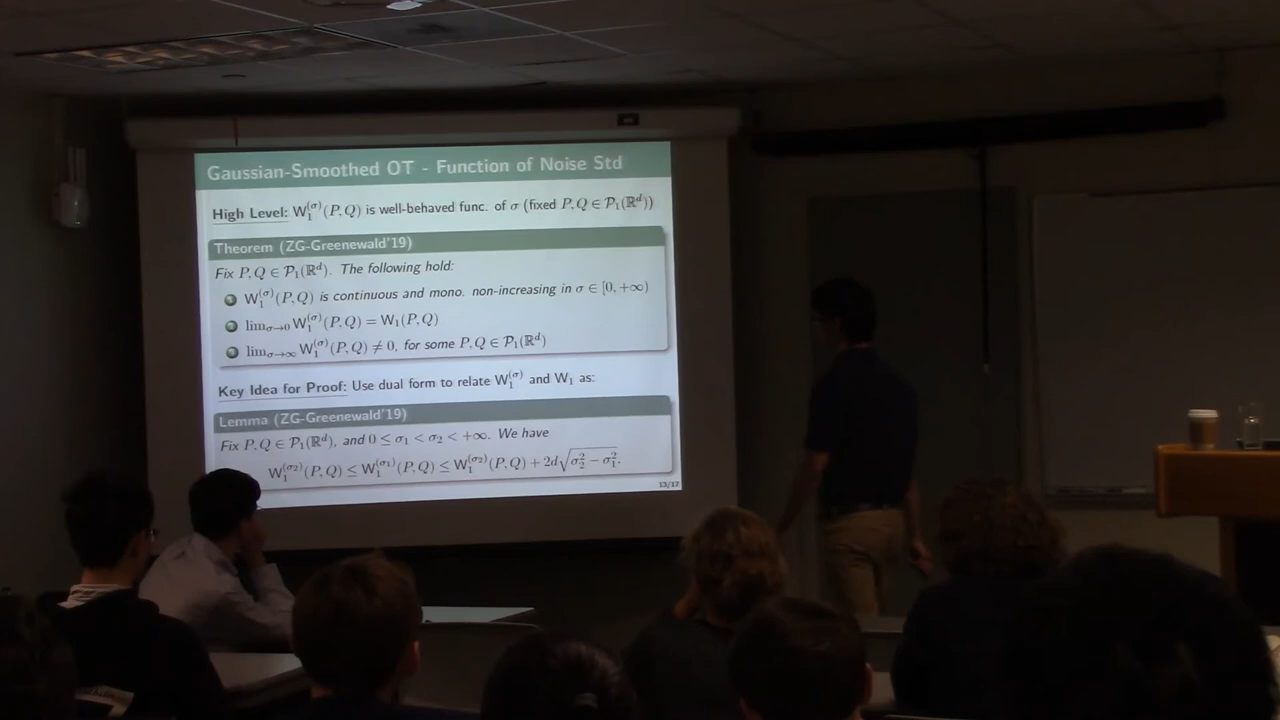 Gaussian-Smoothed OT - Function of Noise Std
High Level: W₁^(σ)(P,Q) is well-behaved func. of σ (fixed P,Q ∈ 𝒫₁(ℝ^d))
Theorem (ZG-Greenewald'19)
Fix P,Q ∈ 𝒫₁(ℝ^d). The following hold:
1 W₁^(σ)(P,Q) is continuous and mono. non-increasing in σ ∈ [0,+∞)
2 lim_{σ→0} W₁^(σ)(P,Q) = W₁(P,Q)
3 lim_{σ→∞} W₁^(σ)(P,Q) ≠ 0, for some P,Q ∈ 𝒫₁(ℝ^d)
Key Idea for Proof: Use dual form to relate W₁^(σ) and W₁ as:
Lemma (ZG-Greenewald'19)
Fix P,Q ∈ 𝒫₁(ℝ^d), and 0 ≤ σ₁ < σ₂ < +∞. We have
W₁^(σ₂)(P,Q) ≤ W₁^(σ₁)(P,Q) ≤ W₁^(σ₂)(P,Q) + 2d√(σ₂² − σ₁²).
13/17